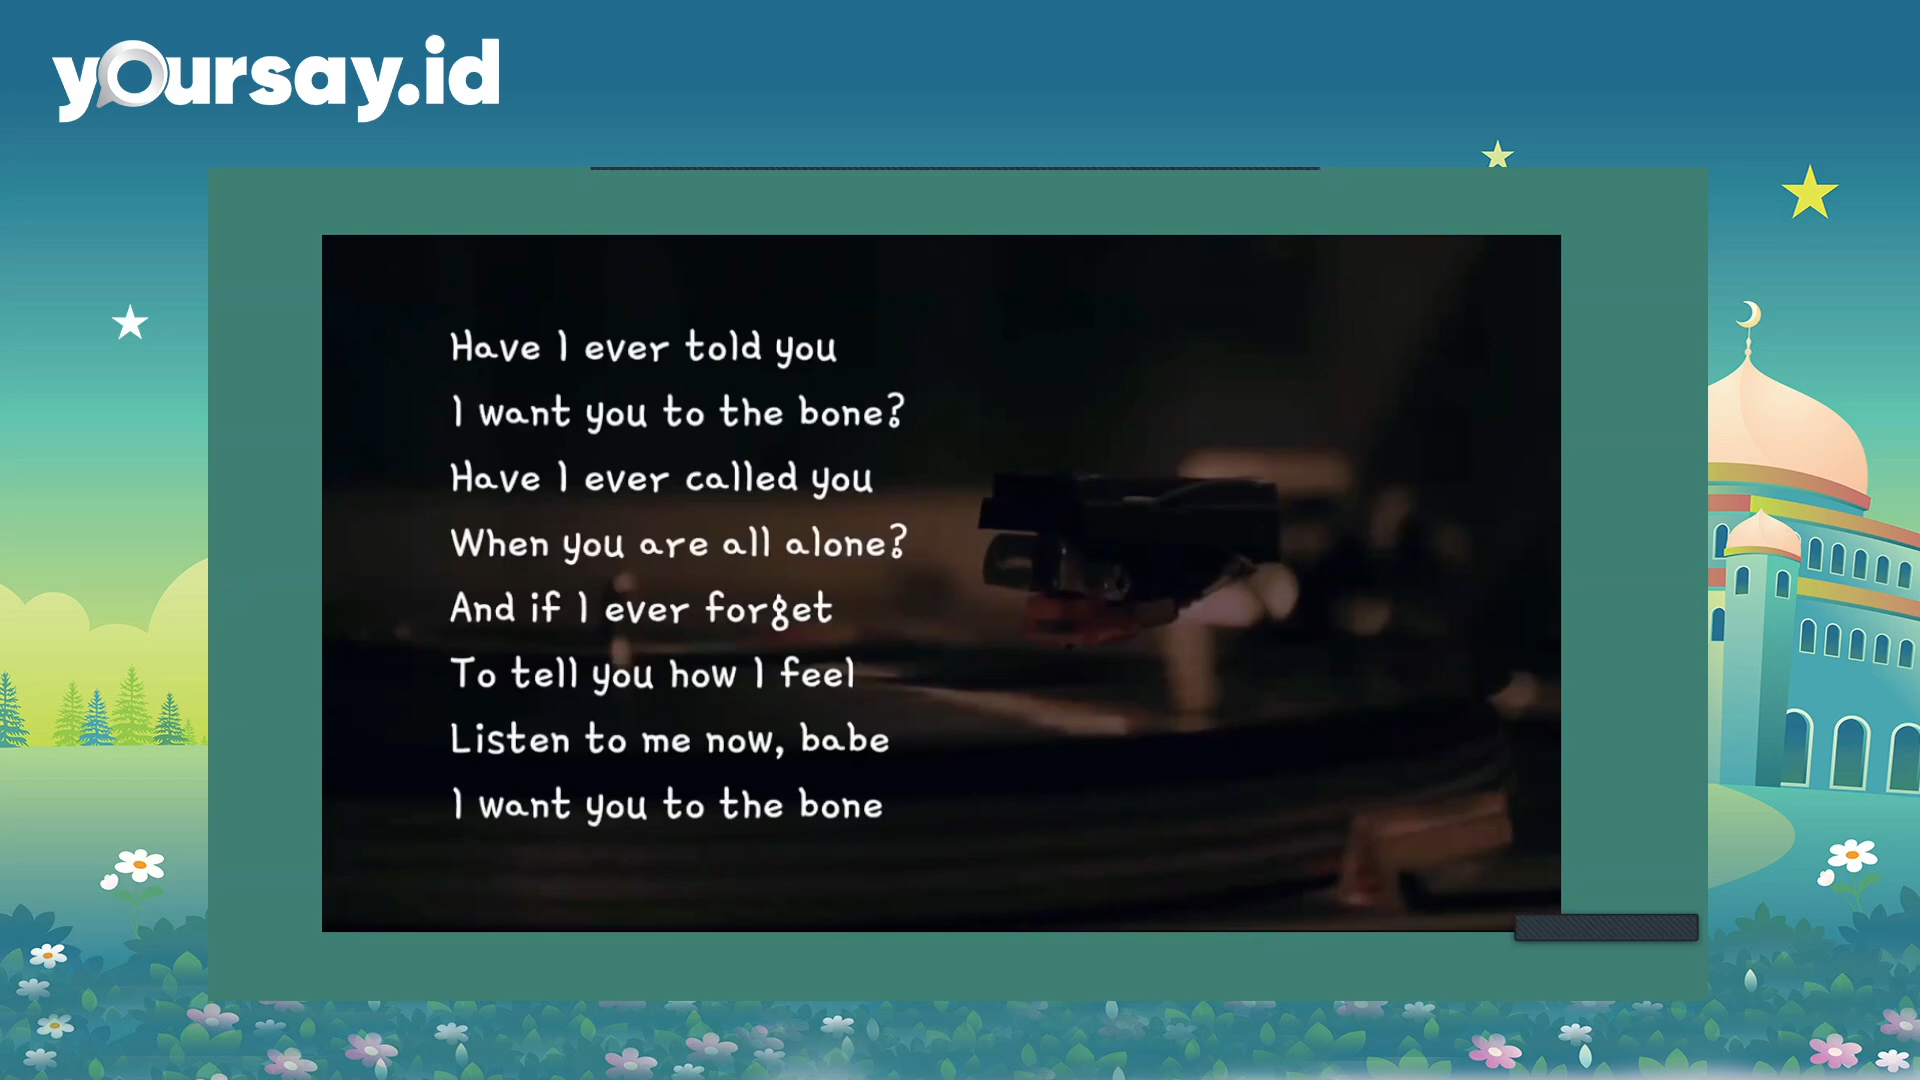 yoursay.id
Have I ever told you
I want you to the bone?
Have I ever called you
When you are all alone?
And if I ever forget
To tell you how I feel
Listen to me now, babe
I want you to the bone